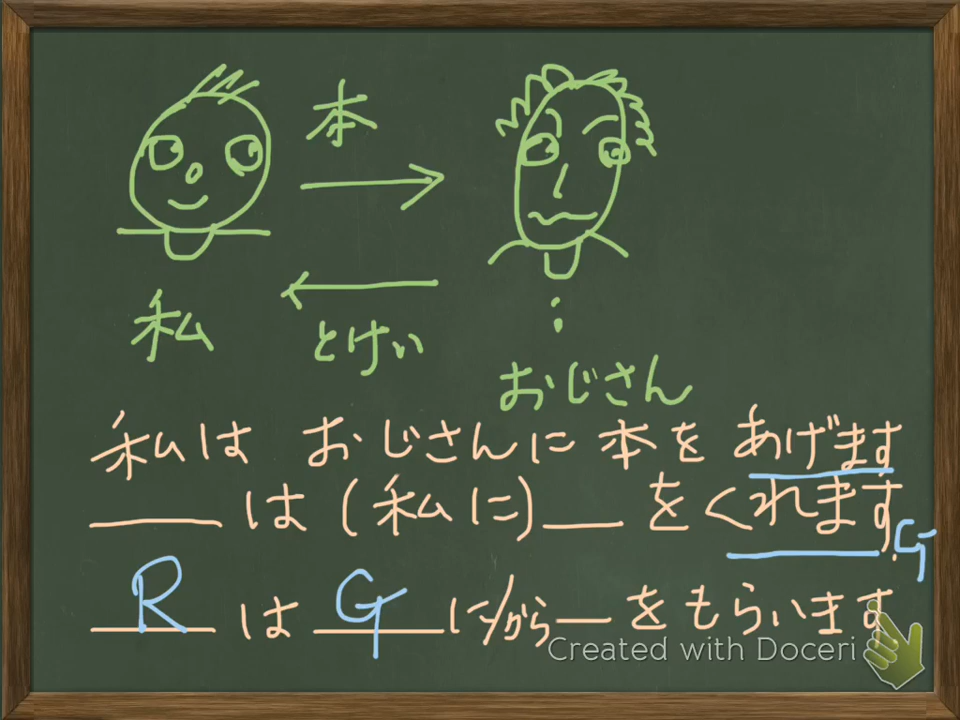 本
私
とけい
おじさん
私は おじさんに 本を あげます
___ は (私に) ___ をくれます。 G
R は G に/から ___ をもらいます
Created with Doceri